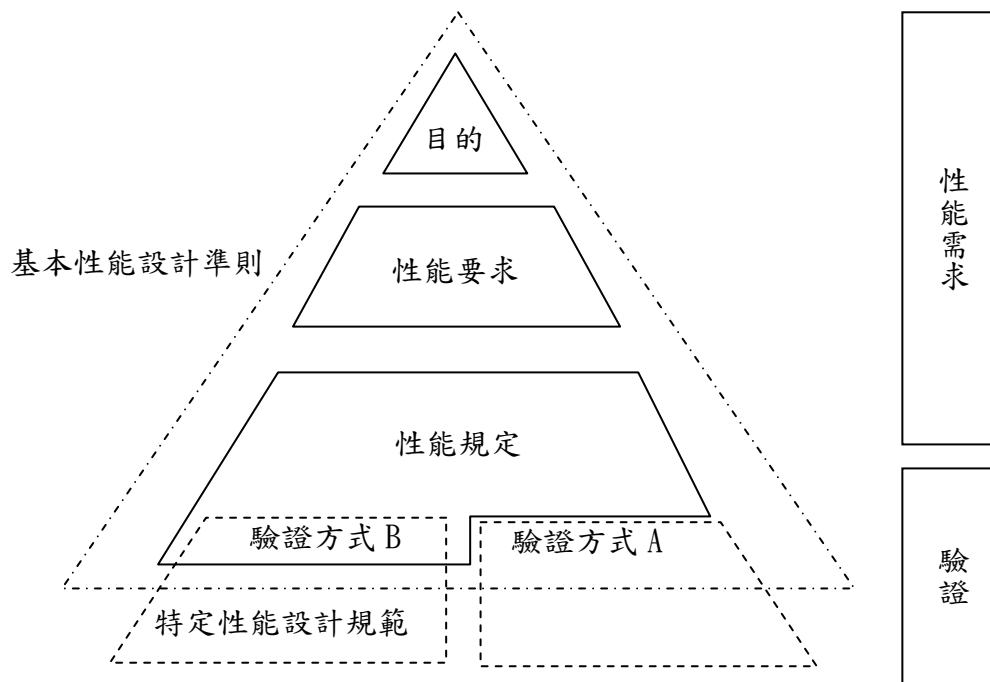 目的
基本性能設計準則
性能要求
性能規定
驗證方式 B
驗證方式 A
特定性能設計規範
性能需求
驗證